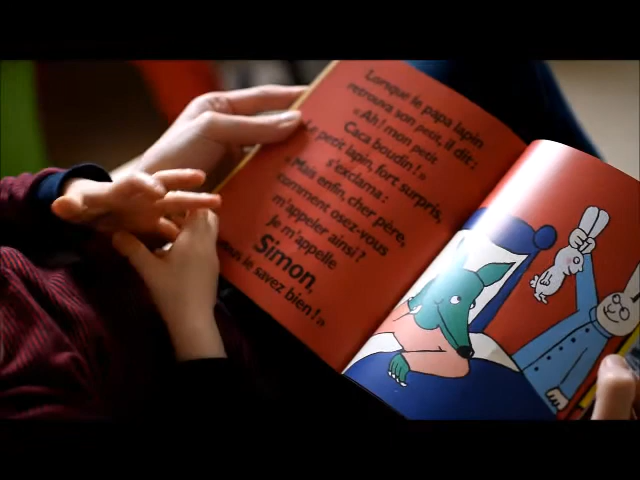 Lorsque le papa lapin
retrouva son petit, il dit :
« Ah ! mon petit
Caca boudin ! »
Le petit lapin, fort surpris,
s'exclama :
« Mais enfin, cher père,
comment osez-vous
m'appeler ainsi ?
Je m'appelle
Simon,
vous le savez bien ! »